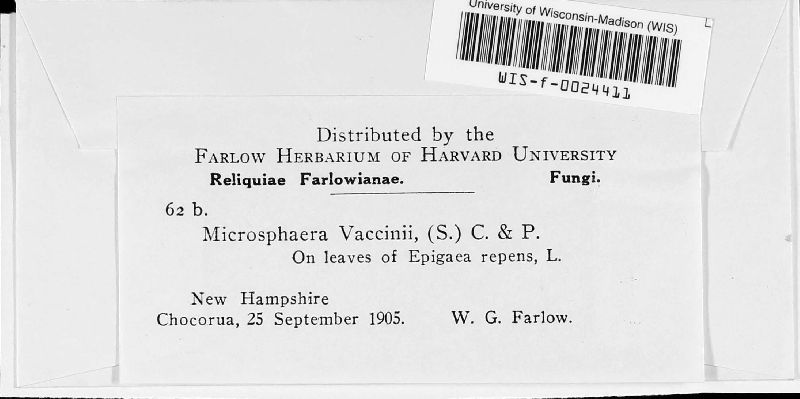 University of Wisconsin-Madison (WIS)
WIS-f-0024411
Distributed by the
FARLOW HERBARIUM OF HARVARD UNIVERSITY
Reliquiae Farlowianae. Fungi.
62 b.
Microsphaera Vaccinii, (S.) C. & P.
On leaves of Epigaea repens, L.
New Hampshire
Chocorua, 25 September 1905. W. G. Farlow.